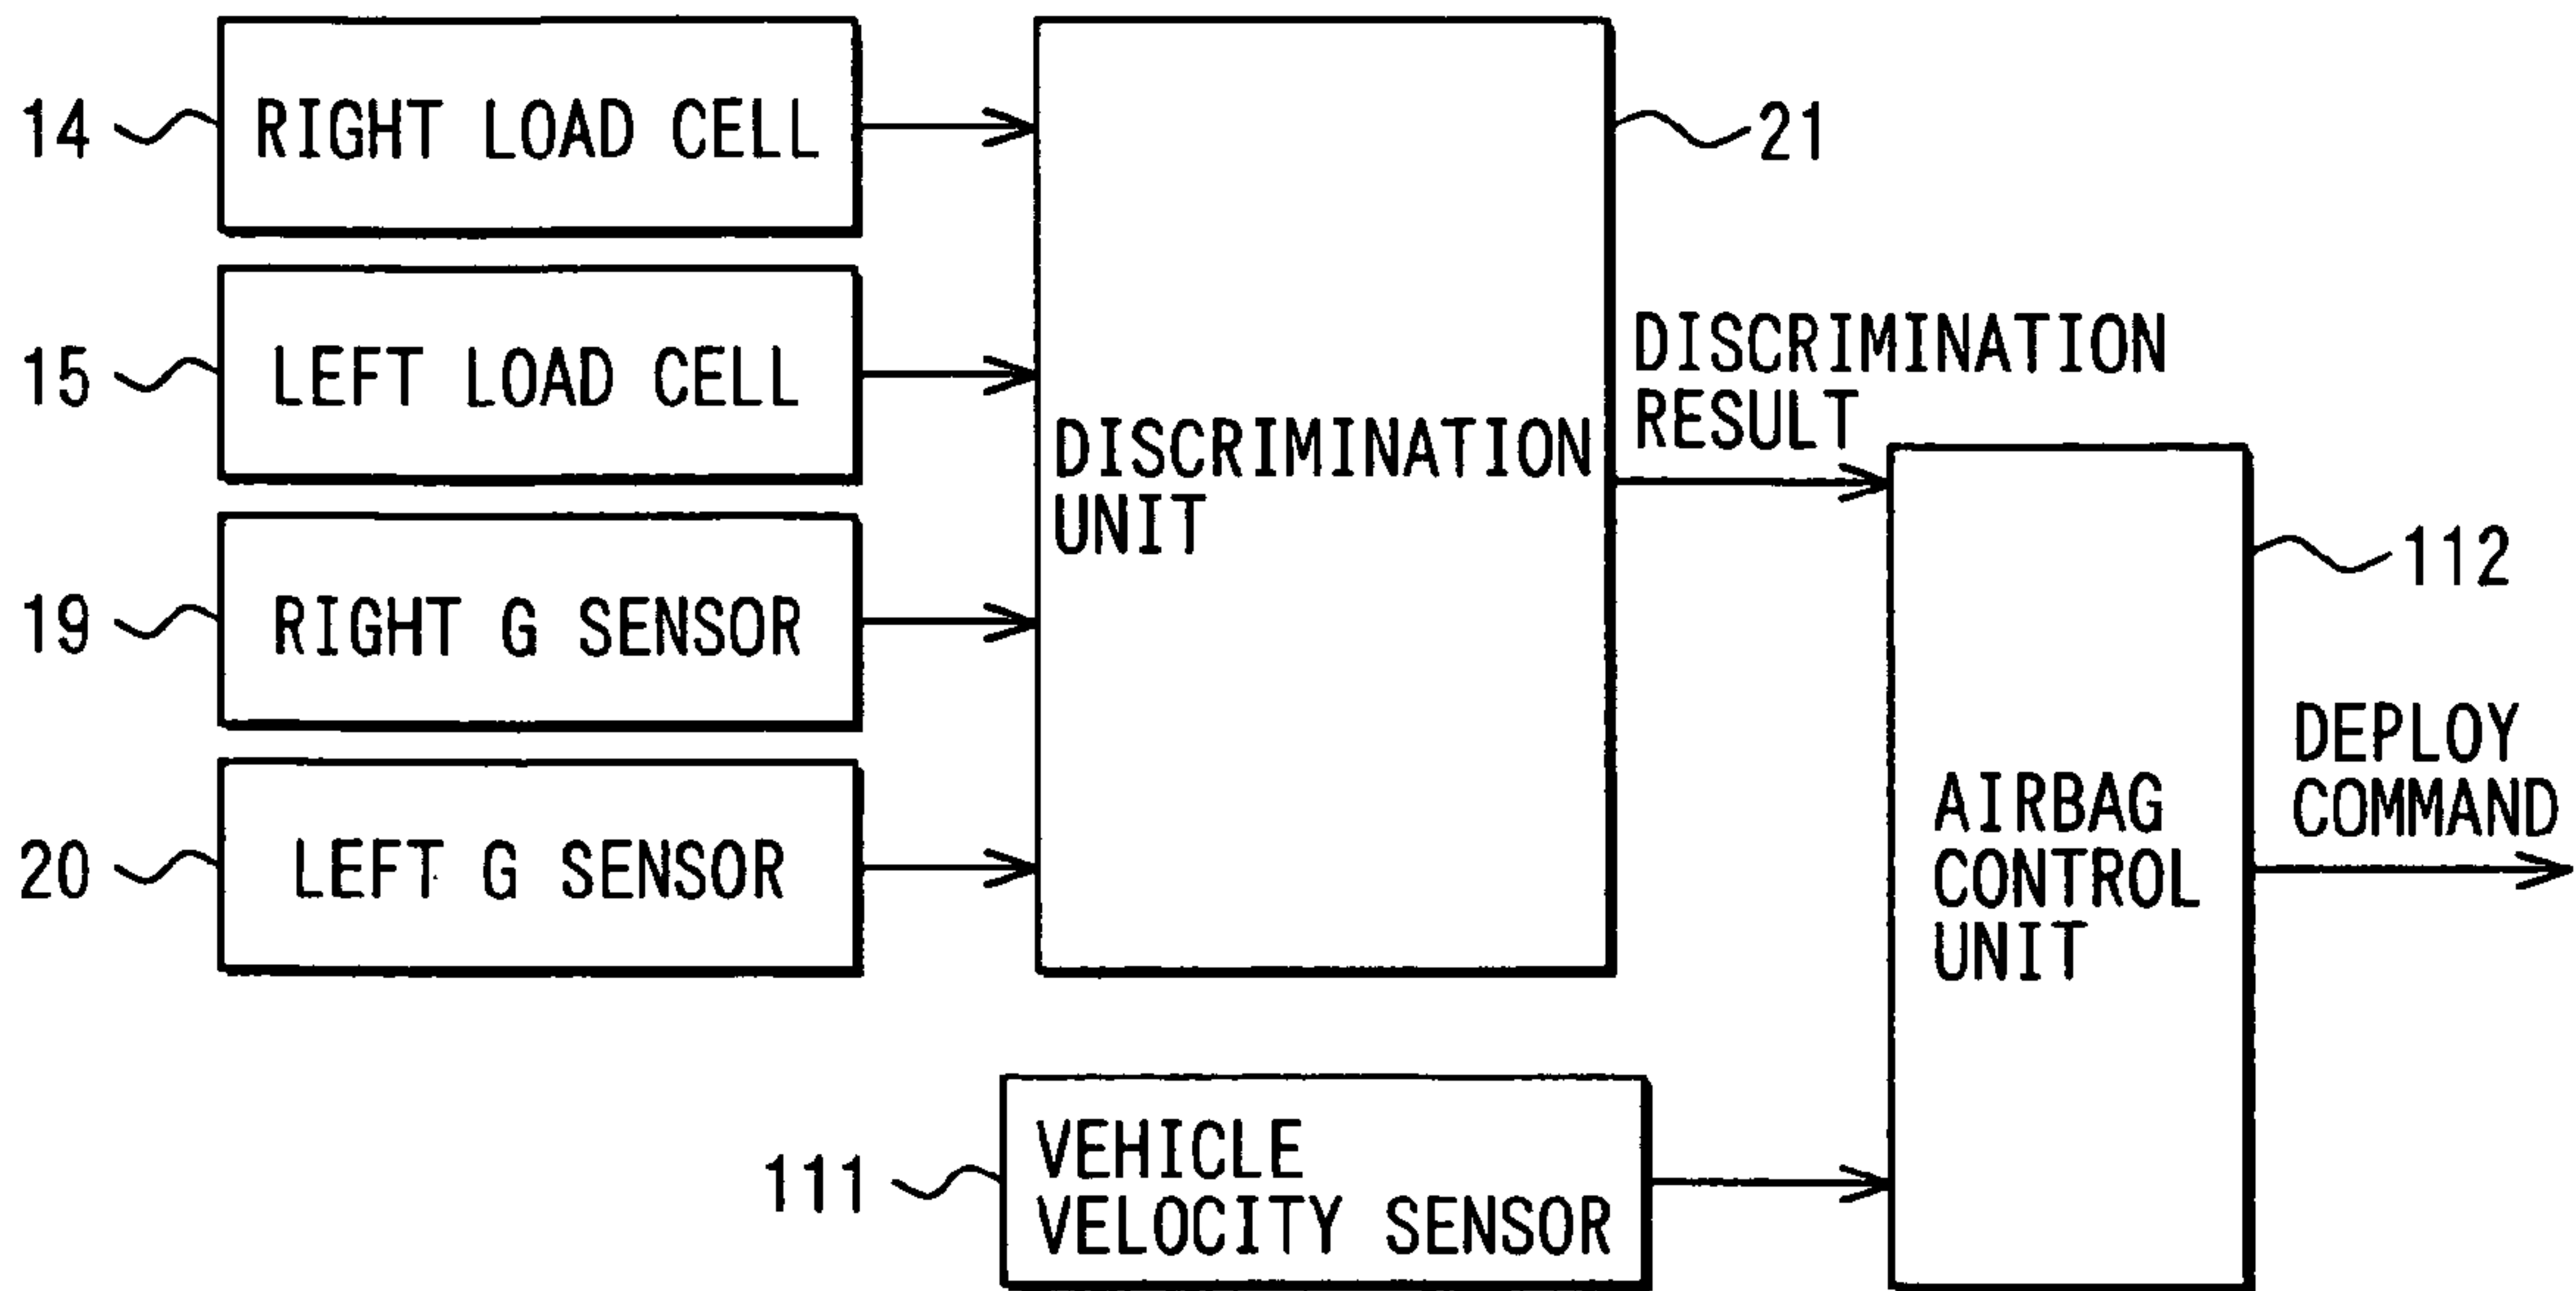 14
RIGHT LOAD CELL
15
LEFT LOAD CELL
19
RIGHT G SENSOR
20
LEFT G SENSOR
DISCRIMINATION
UNIT
21
DISCRIMINATION
RESULT
111
VEHICLE
VELOCITY SENSOR
AIRBAG
CONTROL
UNIT
112
DEPLOY
COMMAND